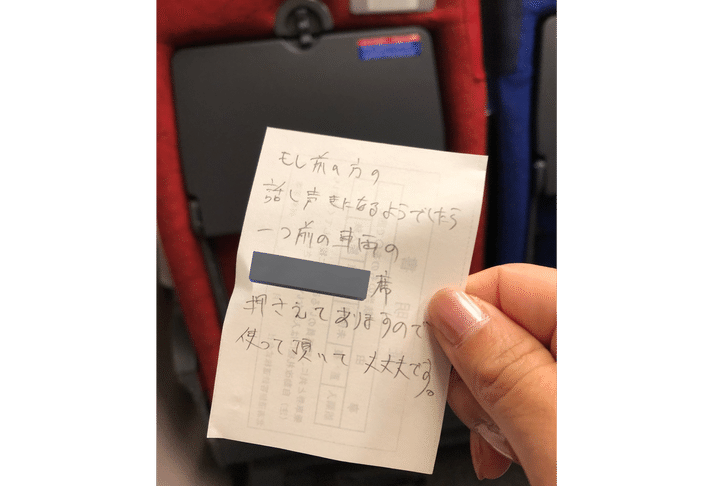 もし前の方の
話し声きになるようでしたら
一つ前の車両の
席
押さえてありますので
使って頂いて 大丈夫です。